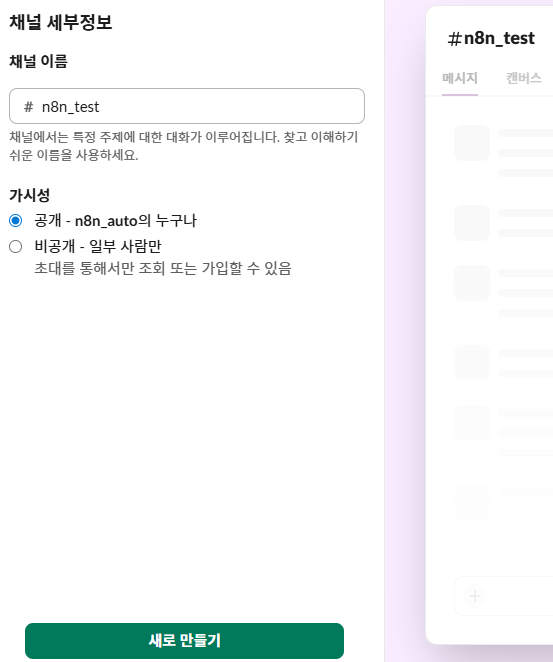 채널 세부정보
채널 이름
# n8n_test
채널에서는 특정 주제에 대한 대화가 이루어집니다. 찾고 이해하기
쉬운 이름을 사용하세요.
가시성
공개 - n8n_auto의 누구나
비공개 - 일부 사람만
초대를 통해서만 조회 또는 가입할 수 있음
새로 만들기
#n8n_test
메시지 캔버스